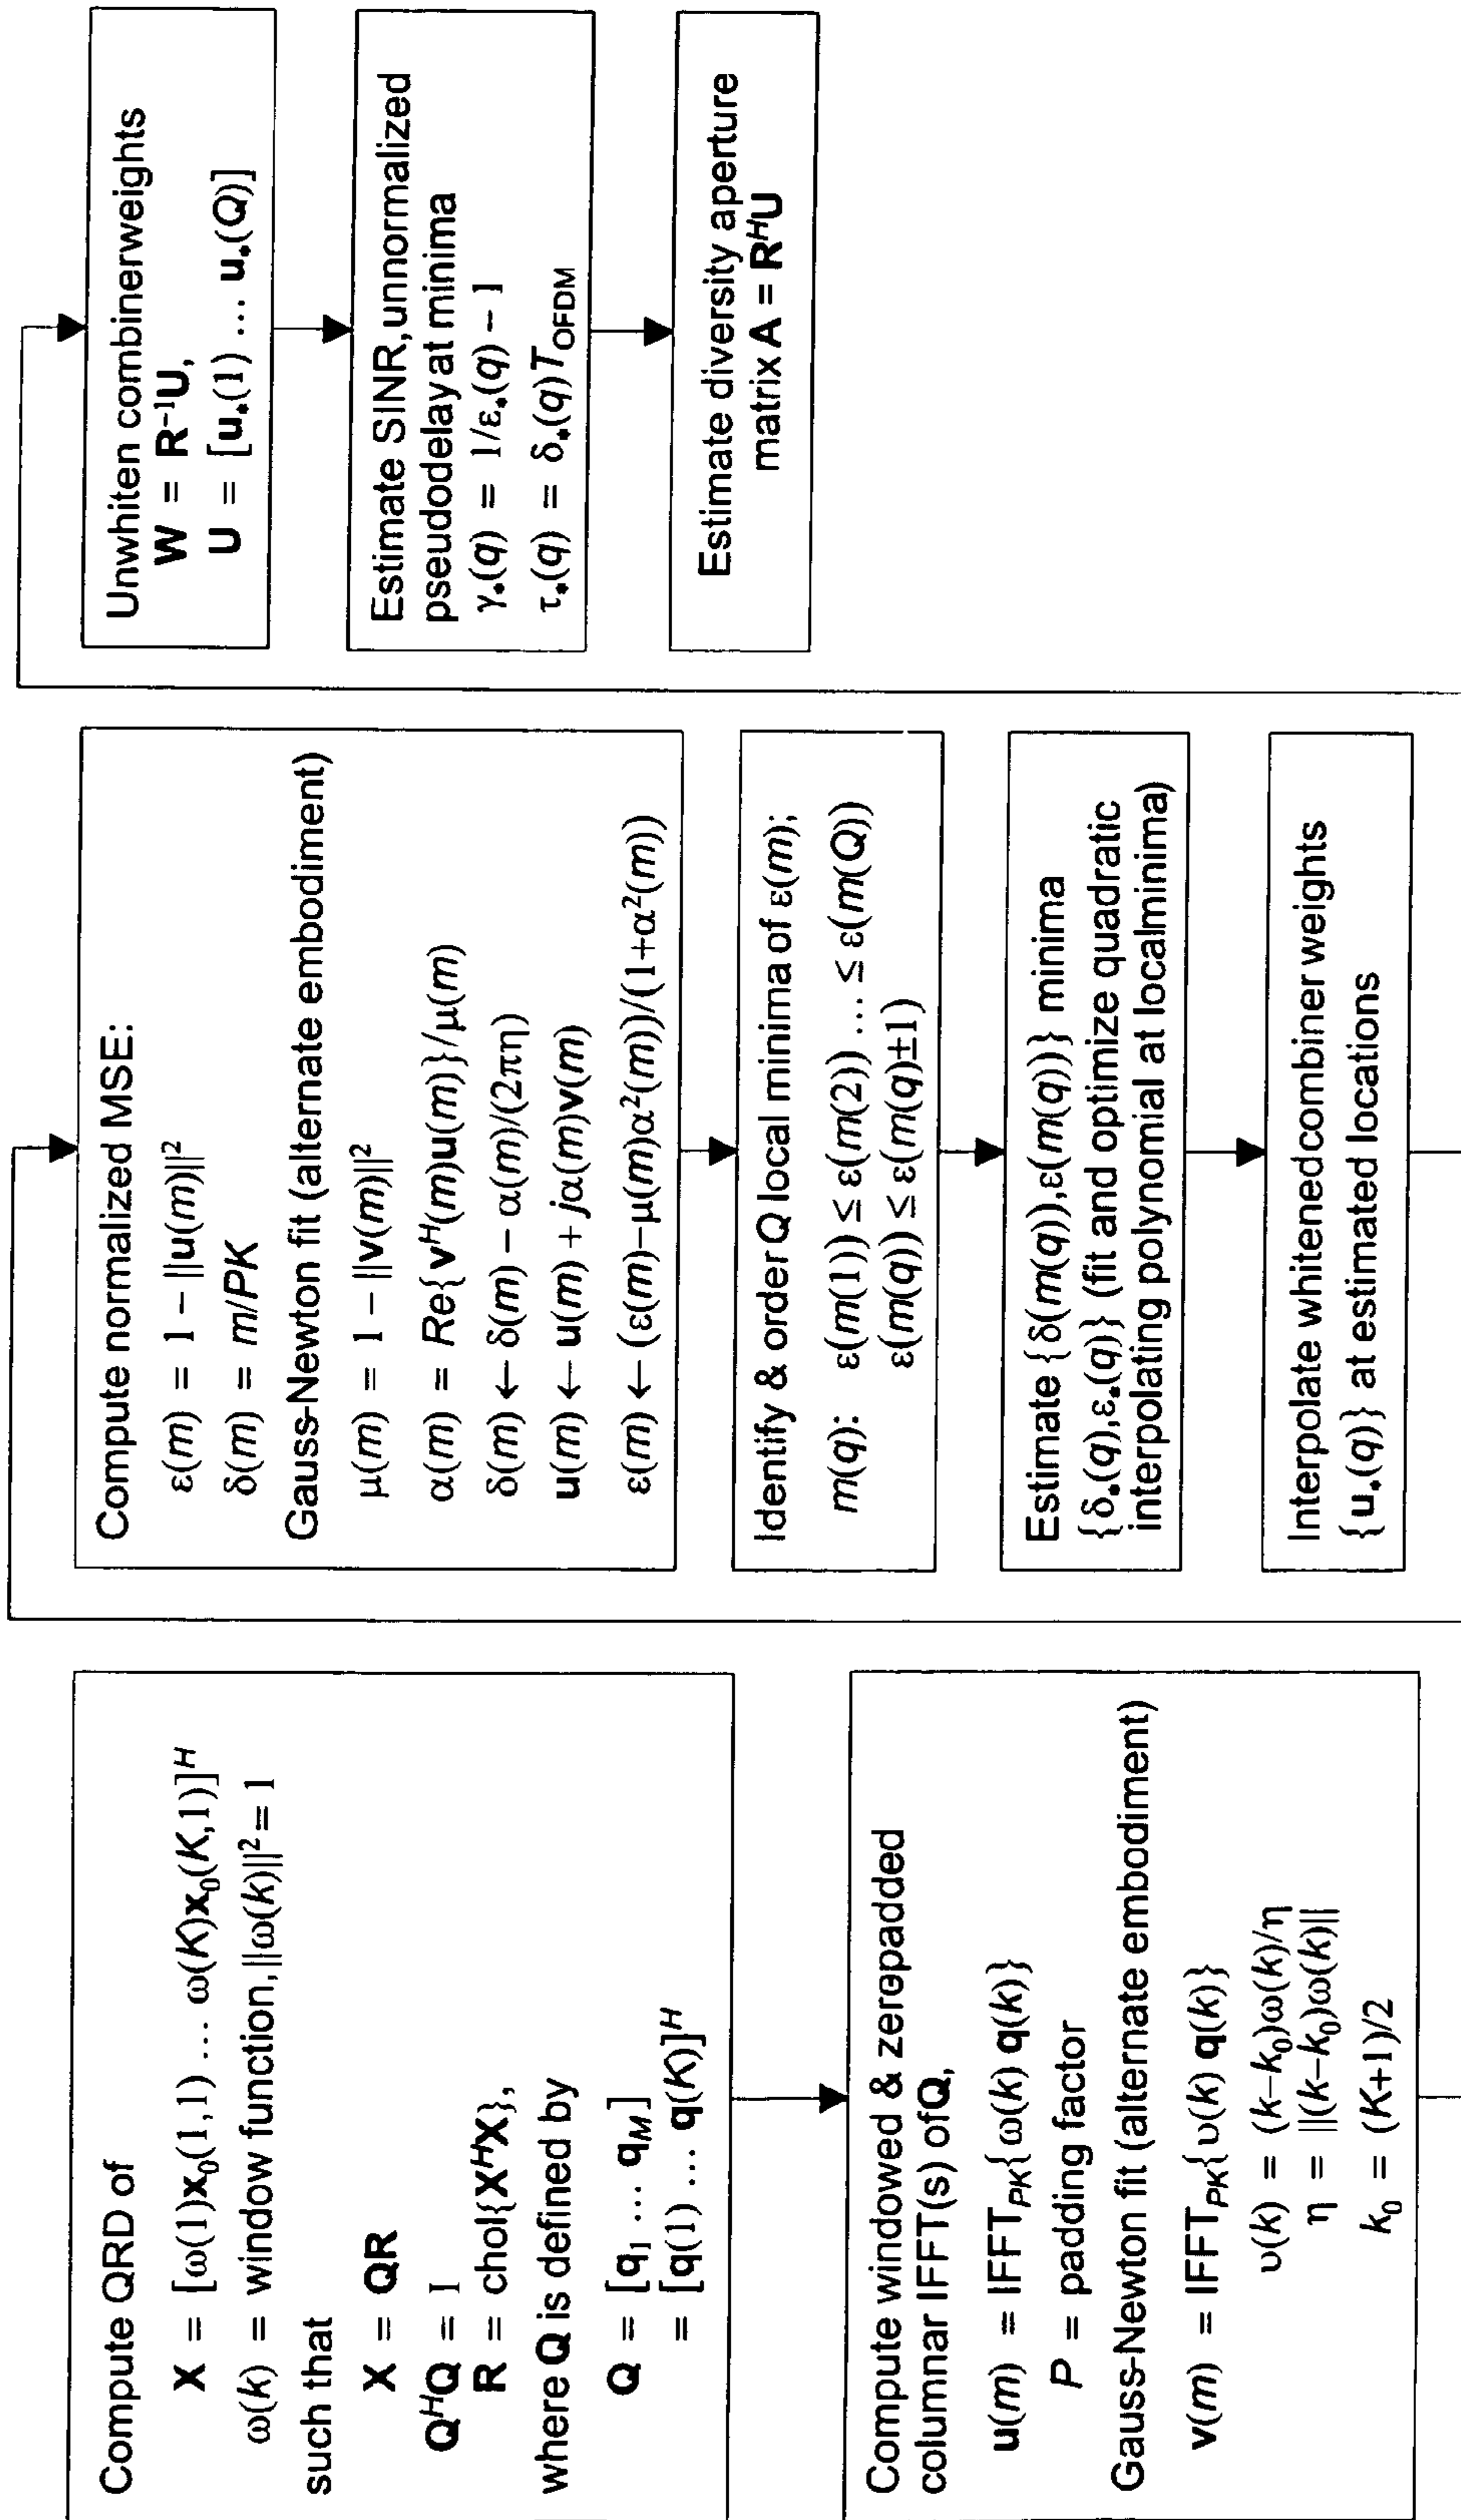 Compute QRD of
X = [ω(1)x₀(1,1) … ω(K)x₀(K,1)]ᴴ
ω(k) = window function, ||ω(k)||² = 1
such that
X = QR
QᴴQ = I
R = chol{XᴴX},
where Q is defined by
Q = [q₁ … q_M]
= [q(1) … q(K)]ᴴ
Compute windowed & zeropadded
columnar IFFT(s) of Q,
u(m) = IFFT_PK{ω(k) q(k)}
P = padding factor
Gauss-Newton fit (alternate embodiment)
v(m) = IFFT_PK{υ(k) q(k)}
υ(k) = (k−k₀)ω(k)/η
η = ||(k−k₀)ω(k)||
k₀ = (K+1)/2
Compute normalized MSE:
ε(m) = 1 − ||u(m)||²
δ(m) = m/PK
Gauss-Newton fit (alternate embodiment)
μ(m) = 1 − ||v(m)||²
α(m) = Re{vᴴ(m)u(m)}/μ(m)
δ(m) ← δ(m) − α(m)/(2πη)
u(m) ← u(m) + jα(m)v(m)
ε(m) ← (ε(m)−μ(m)α²(m))/(1+α²(m))
Identify & order Q local minima of ε(m);
m(q): ε(m(1)) ≤ ε(m(2)) … ≤ ε(m(Q))
ε(m(q)) ≤ ε(m(q)±1)
Estimate {δ(m(q)),ε(m(q))} minima
{δ•(q),ε•(q)} (fit and optimize quadratic
interpolating polynomial at local minima)
Interpolate whitened combiner weights
{u•(q)} at estimated locations
Unwhiten combiner weights
W = R⁻¹U,
U = [u•(1) … u•(Q)]
Estimate SINR, unnormalized
pseudodelay at minima
γ•(q) = 1/ε•(q) − 1
τ•(q) = δ•(q)T_OFDM
Estimate diversity aperture
matrix A = RᴴU